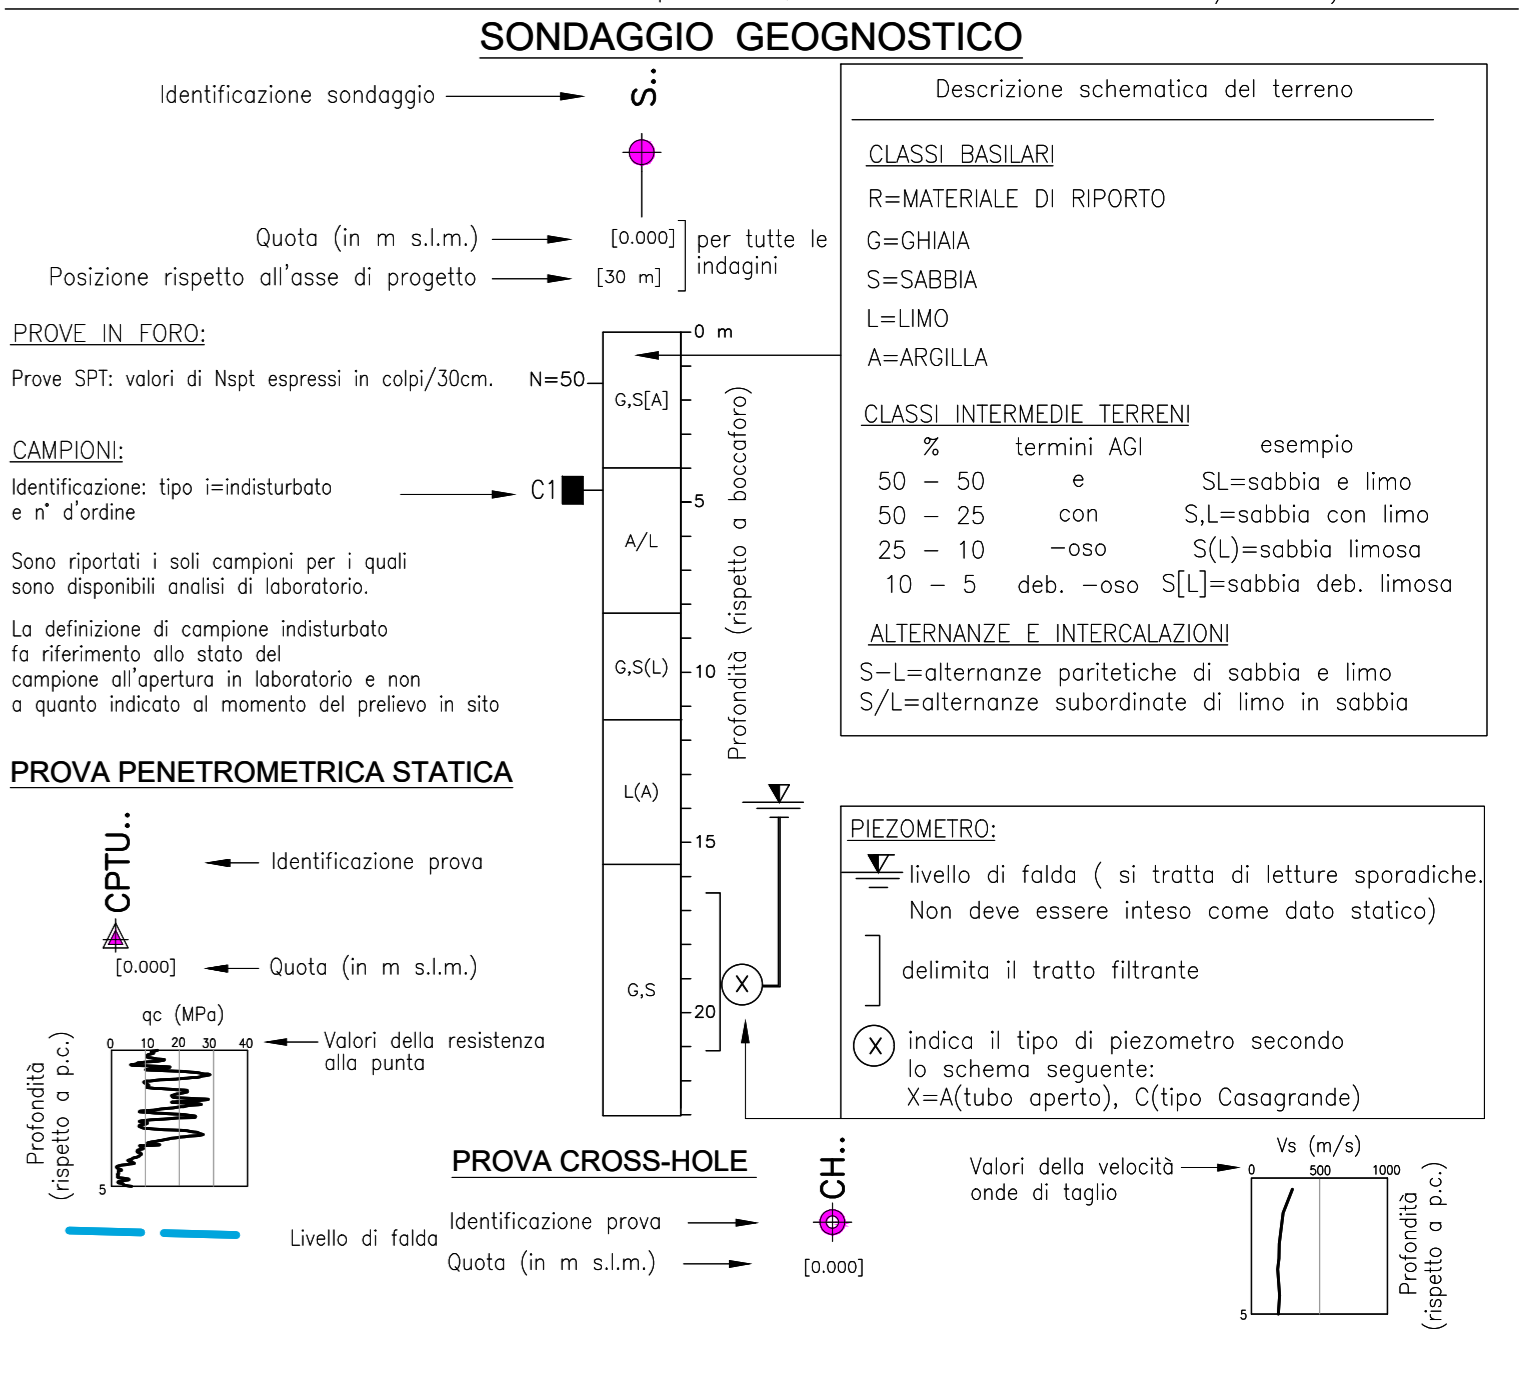 SONDAGGIO GEOGNOSTICO
Identificazione sondaggio
S..
Quota (in m s.l.m.)
[0.000]
Posizione rispetto all'asse di progetto
[30 m]
per tutte le
indagini
PROVE IN FORO:
Prove SPT: valori di Nspt espressi in colpi/30cm.
N=50
CAMPIONI:
Identificazione: tipo i=indisturbato
e n° d'ordine
C1
Sono riportati i soli campioni per i quali
sono disponibili analisi di laboratorio.
La definizione di campione indisturbato
fa riferimento allo stato del
campione all'apertura in laboratorio e non
a quanto indicato al momento del prelievo in sito
G,S[A]
A/L
G,S(L)
L(A)
G,S
0 m
5
10
15
20
Profondità (rispetto a boccaforo)
X
Descrizione schematica del terreno
CLASSI BASILARI
R=MATERIALE DI RIPORTO
G=GHIAIA
S=SABBIA
L=LIMO
A=ARGILLA
CLASSI INTERMEDIE TERRENI
% termini AGI esempio
50 – 50 e SL=sabbia e limo
50 – 25 con S,L=sabbia con limo
25 – 10 –oso S(L)=sabbia limosa
10 – 5 deb. –oso S[L]=sabbia deb. limosa
ALTERNANZE E INTERCALAZIONI
S–L=alternanze paritetiche di sabbia e limo
S/L=alternanze subordinate di limo in sabbia
PIEZOMETRO:
livello di falda ( si tratta di letture sporadiche.
Non deve essere inteso come dato statico)
delimita il tratto filtrante
X
indica il tipo di piezometro secondo
lo schema seguente:
X=A(tubo aperto), C(tipo Casagrande)
PROVA PENETROMETRICA STATICA
CPTU..
Identificazione prova
[0.000]
Quota (in m s.l.m.)
qc (MPa)
0 10 20 30 40
Valori della resistenza
alla punta
Profondità
(rispetto a p.c.)
5
Livello di falda
PROVA CROSS-HOLE
CH..
Identificazione prova
Quota (in m s.l.m.)
[0.000]
Valori della velocità
onde di taglio
Vs (m/s)
0 500 1000
5
Profondità
(rispetto a p.c.)